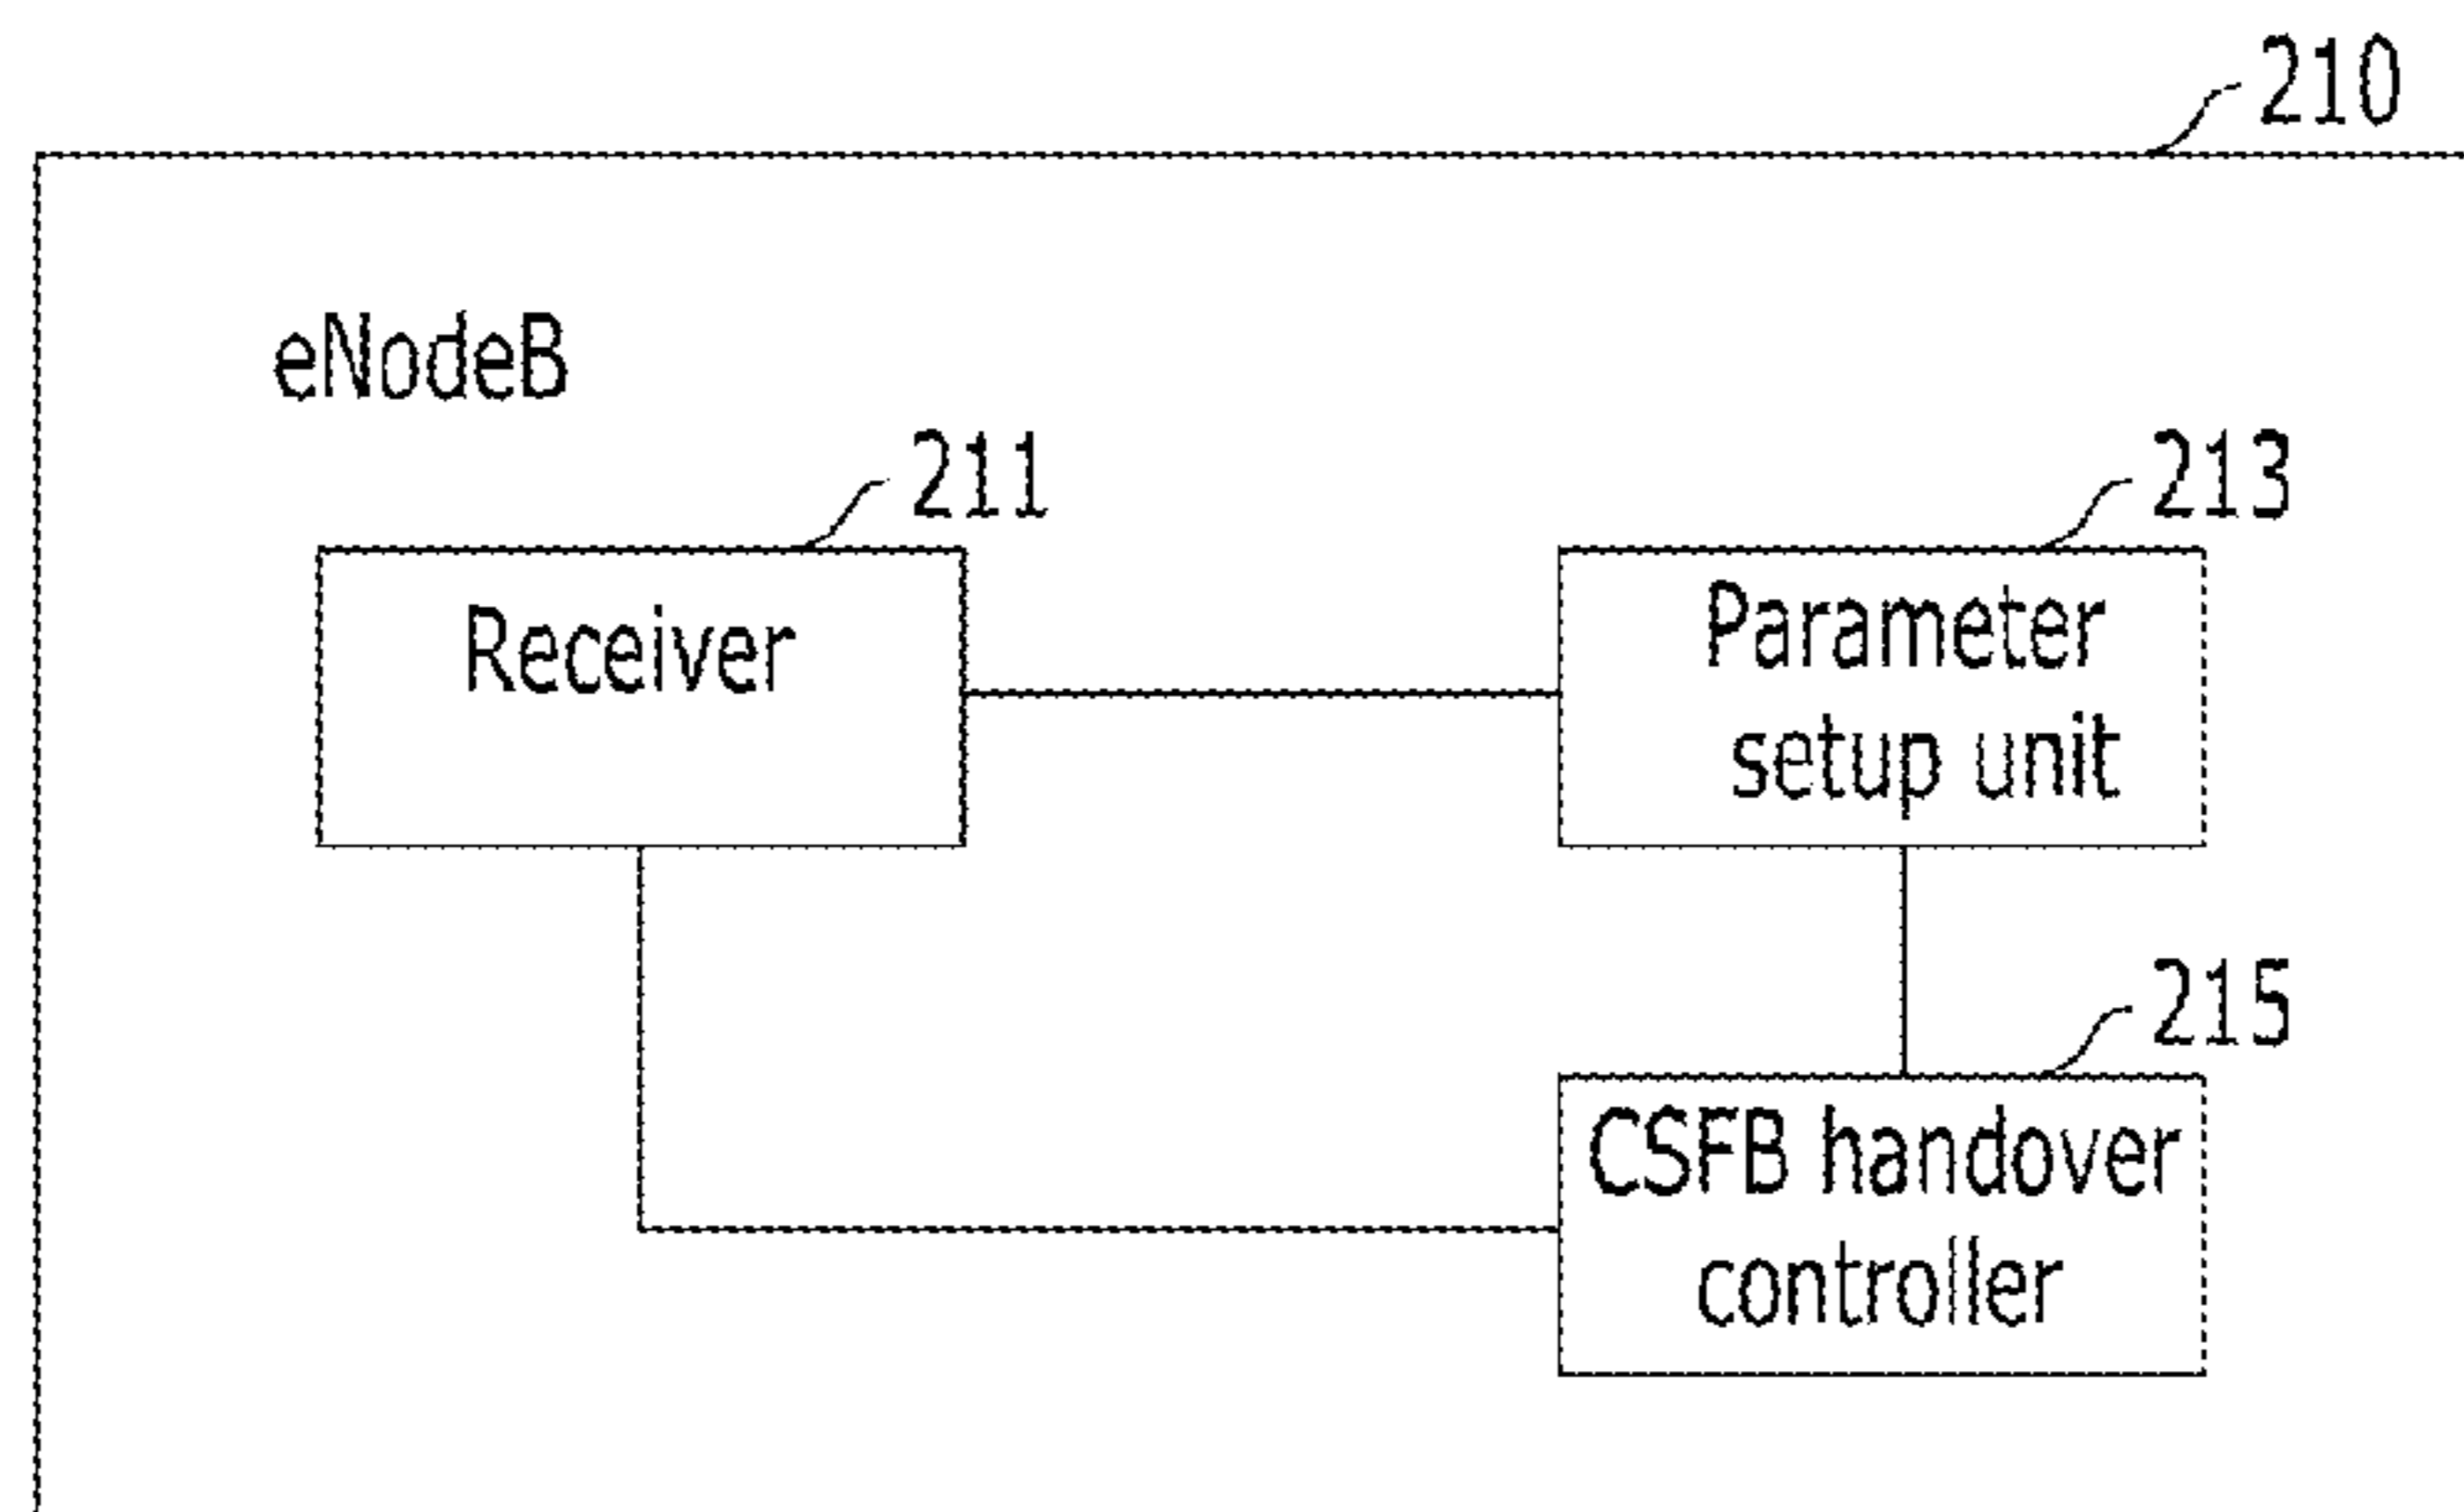 210
eNodeB
211
213
Receiver
Parameter
setup unit
215
CSFB handover
controller